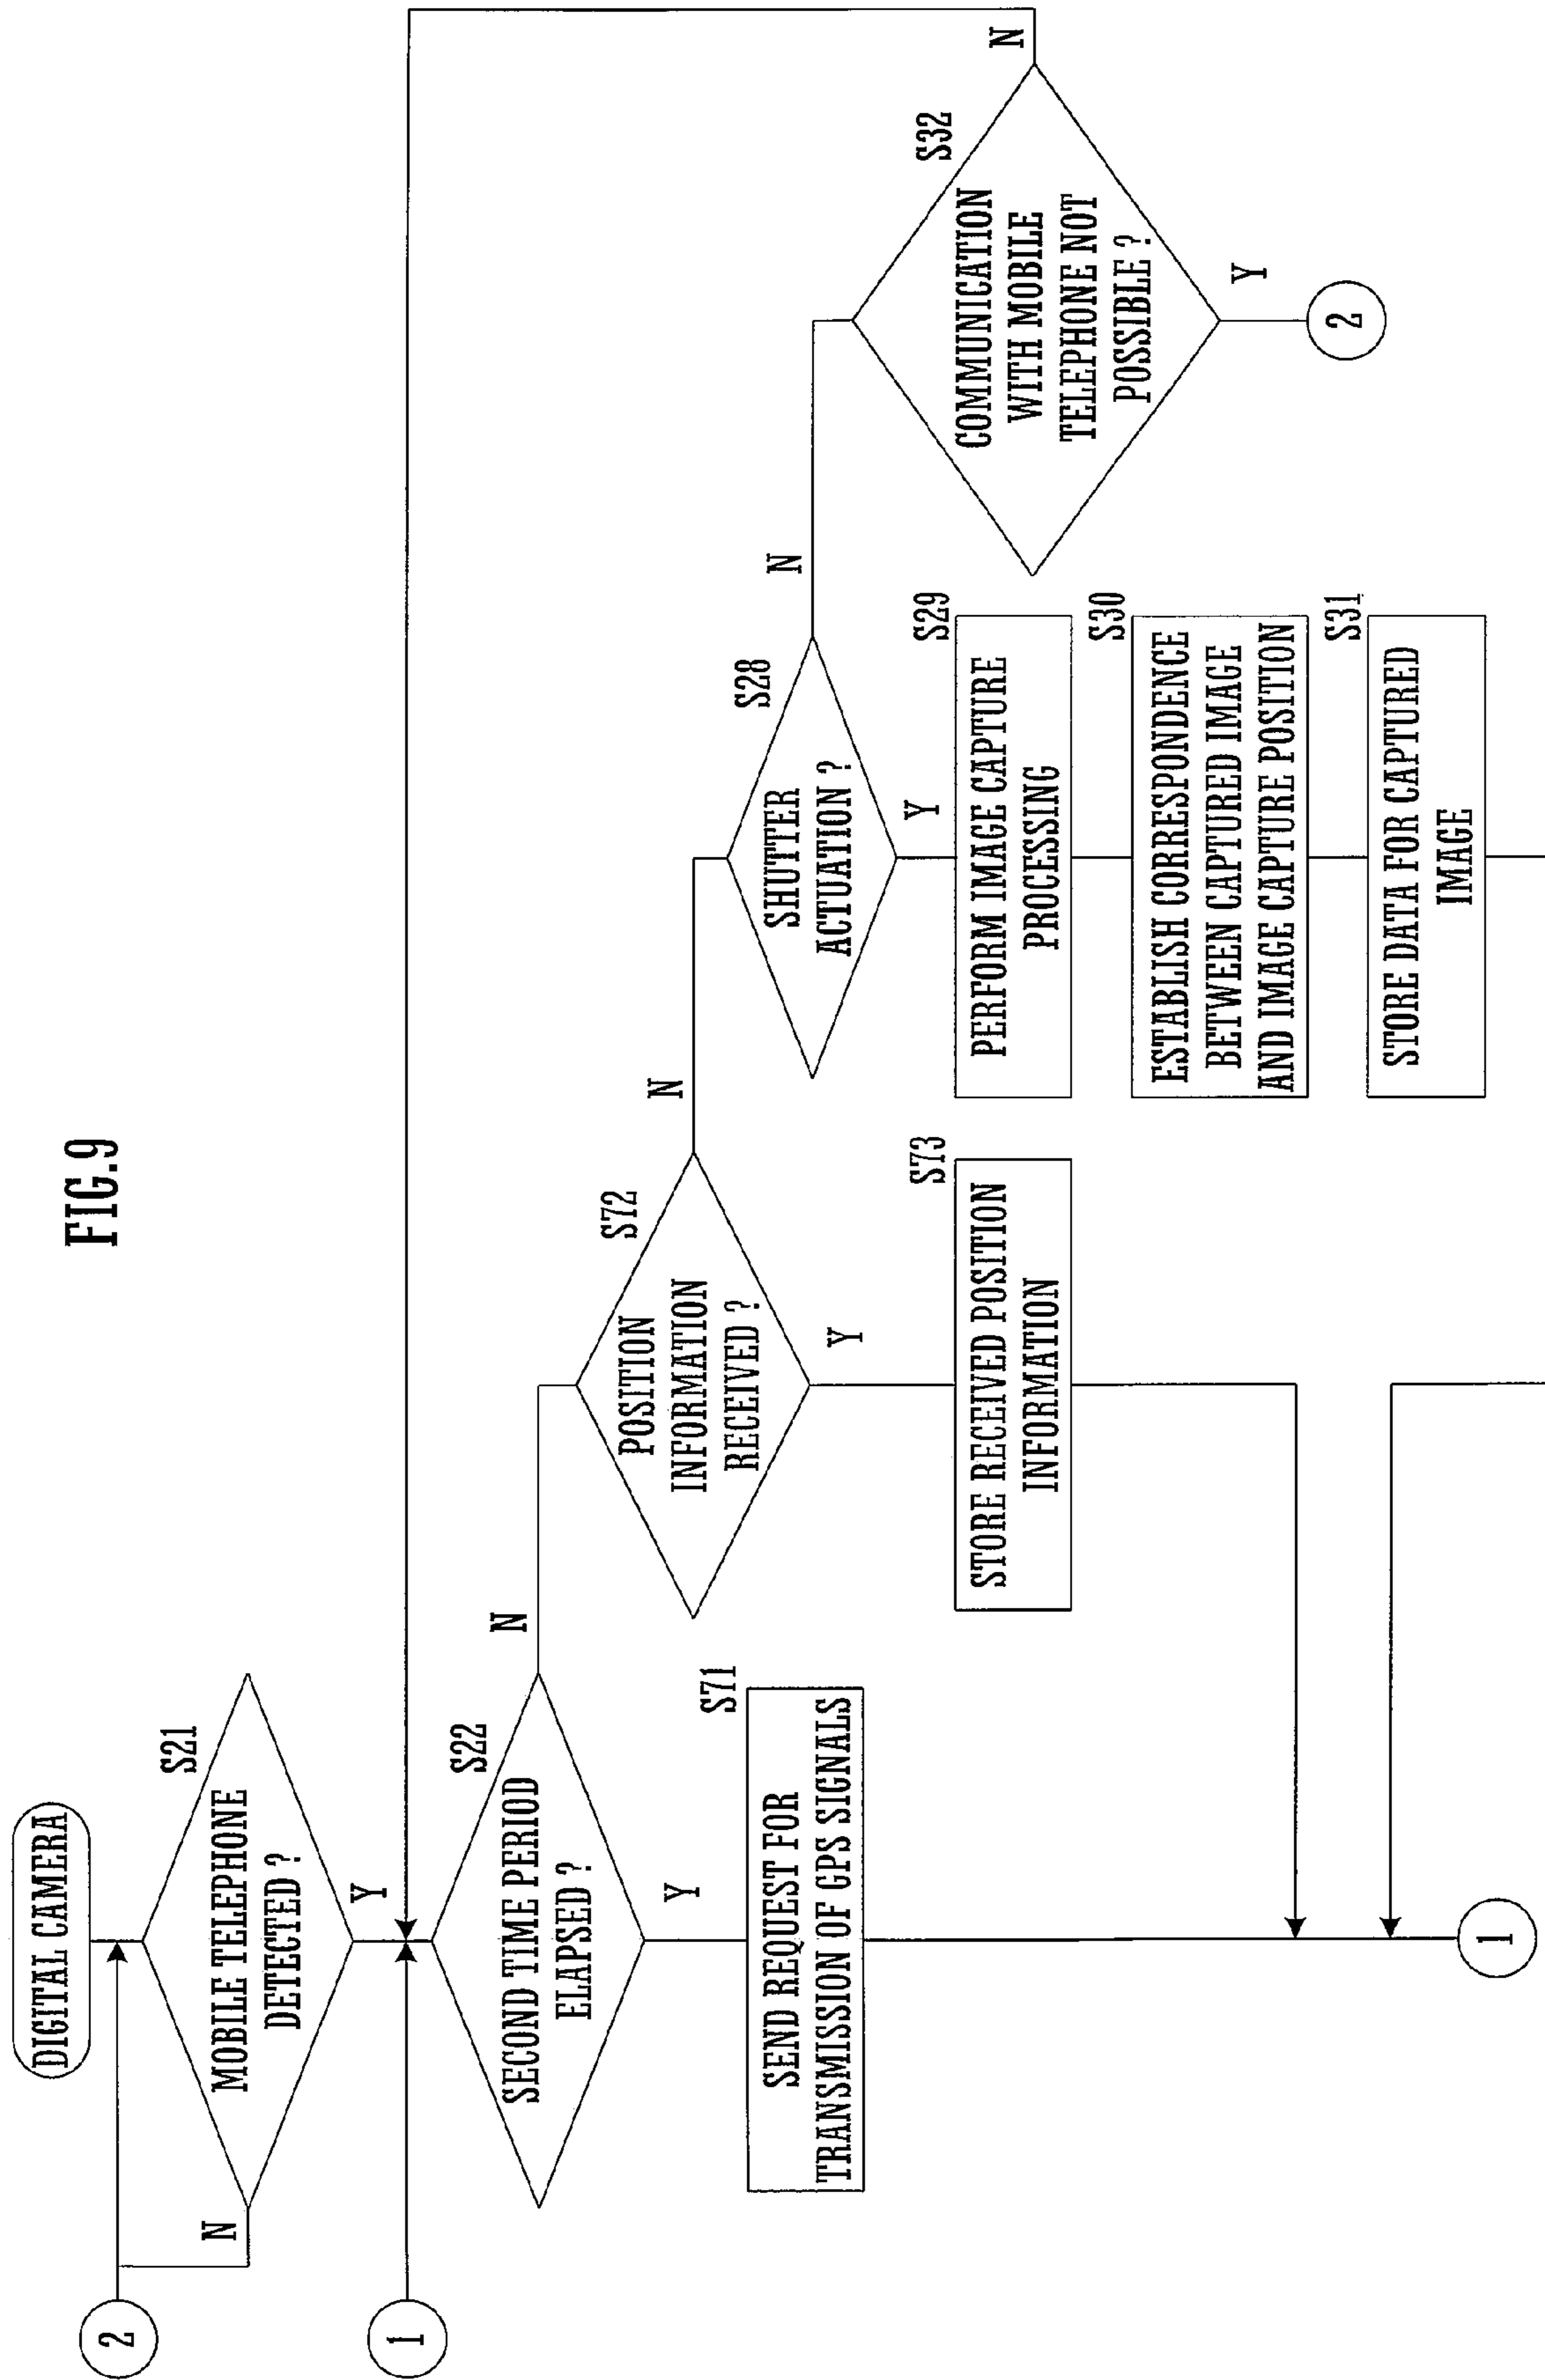 FIG.9
DIGITAL CAMERA
2
S21
MOBILE TELEPHONE
DETECTED ?
N
Y
1
S22
SECOND TIME PERIOD
ELAPSED ?
N
Y
S71
SEND REQUEST FOR
TRANSMISSION OF GPS SIGNALS
1
S72
POSITION
INFORMATION
RECEIVED ?
N
Y
S73
STORE RECEIVED POSITION
INFORMATION
S28
SHUTTER
ACTUATION ?
N
Y
S29
PERFORM IMAGE CAPTURE
PROCESSING
S30
ESTABLISH CORRESPONDENCE
BETWEEN CAPTURED IMAGE
AND IMAGE CAPTURE POSITION
S31
STORE DATA FOR CAPTURED
IMAGE
S32
COMMUNICATION
WITH MOBILE
TELEPHONE NOT
POSSIBLE ?
N
Y
2